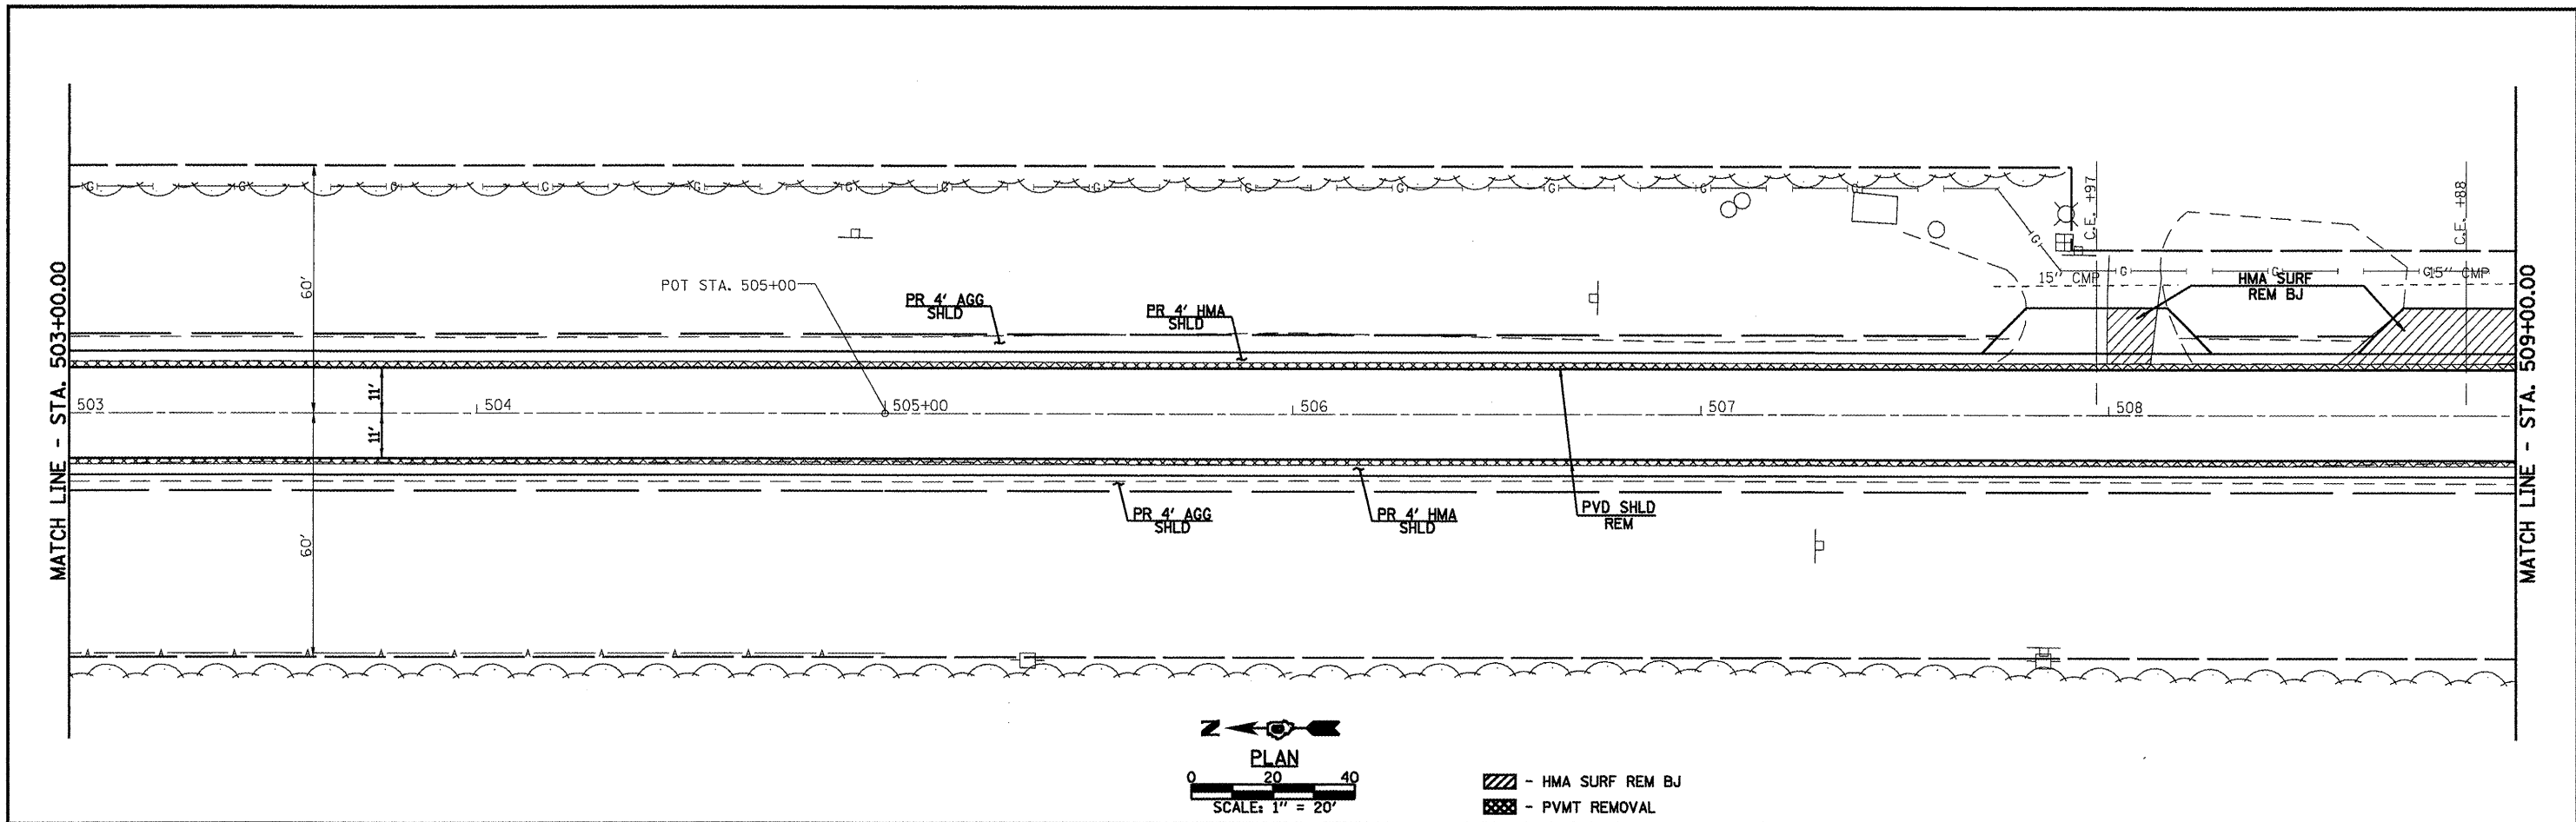 MATCH LINE - STA. 503+00.00
60'
60'
11'
11'
G G G C G G G G G G G G
POT STA. 505+00
PR 4' AGG
SHLD
PR 4' HMA
SHLD
G
C.E. +97
C.E. +88
15" CMP
G G G
15" CMP
HMA SURF
REM BJ
503
504
505+00
506
507
508
PR 4' AGG
SHLD
PR 4' HMA
SHLD
PVD SHLD
REM
MATCH LINE - STA. 509+00.00
N
PLAN
0 20 40
SCALE: 1" = 20'
- HMA SURF REM BJ
- PVMT REMOVAL